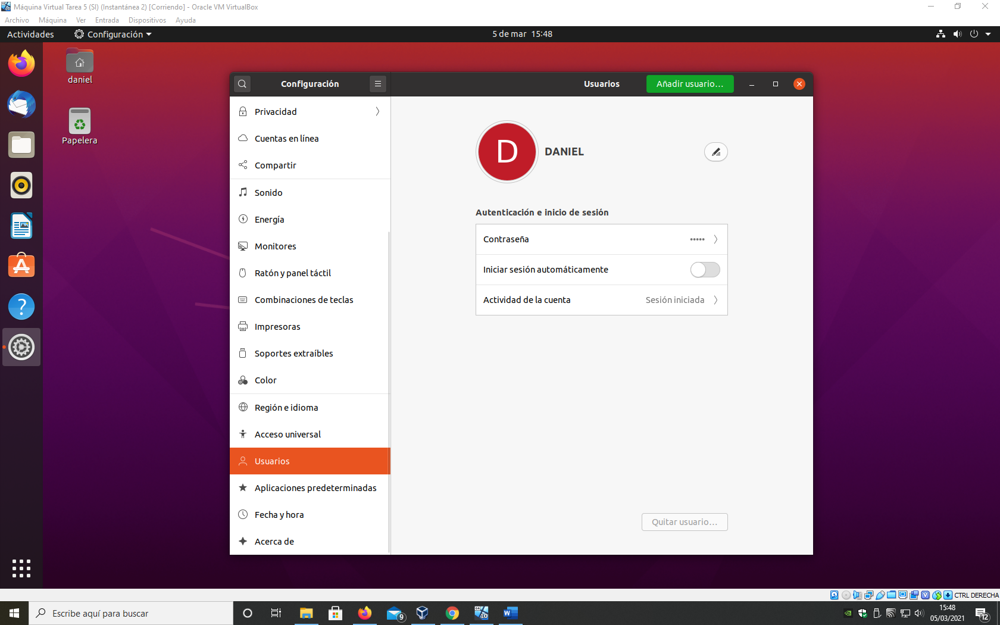 Máquina Virtual Tarea 5 (SI) (Instantánea 2) [Corriendo] - Oracle VM VirtualBox
Archivo Máquina Ver Entrada Dispositivos Ayuda
Actividades Configuración 5 de mar 15:48
daniel
Papelera
Configuración
Usuarios
Añadir usuario...
Privacidad
Cuentas en línea
Compartir
Sonido
Energía
Monitores
Ratón y panel táctil
Combinaciones de teclas
Impresoras
Soportes extraíbles
Color
Región e idioma
Acceso universal
Usuarios
Aplicaciones predeterminadas
Fecha y hora
Acerca de
D
DANIEL
Autenticación e inicio de sesión
Contraseña •••••
Iniciar sesión automáticamente
Actividad de la cuenta Sesión iniciada
Quitar usuario...
CTRL DERECHA
Escribe aquí para buscar
9
15:48
05/03/2021
12